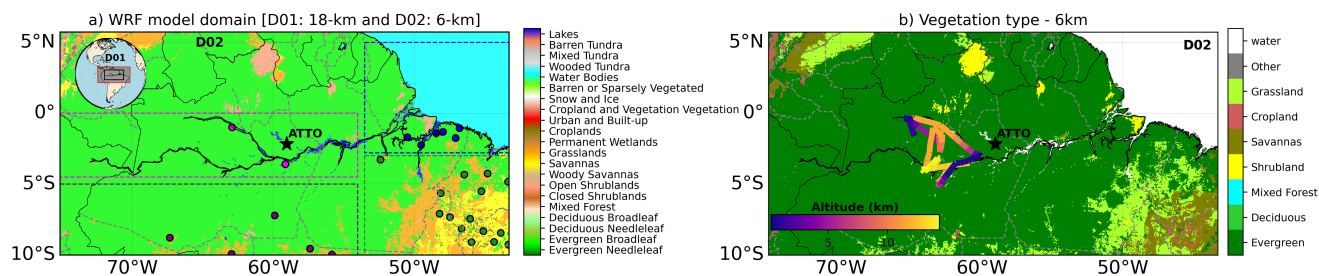 a) WRF model domain [D01: 18-km and D02: 6-km]
5°N
0°
5°S
10°S
70°W
60°W
50°W
D01
D02
ATTO
Lakes
Barren Tundra
Mixed Tundra
Wooded Tundra
Water Bodies
Barren or Sparsely Vegetated
Snow and Ice
Cropland and Vegetation Vegetation
Urban and Built-up
Croplands
Permanent Wetlands
Grasslands
Savannas
Woody Savannas
Open Shrublands
Closed Shrublands
Mixed Forest
Deciduous Broadleaf
Deciduous Needleleaf
Evergreen Broadleaf
Evergreen Needleleaf
b) Vegetation type - 6km
5°N
0°
5°S
10°S
70°W
60°W
50°W
D02
ATTO
Altitude (km)
5
10
water
Other
Grassland
Cropland
Savannas
Shrubland
Mixed Forest
Deciduous
Evergreen